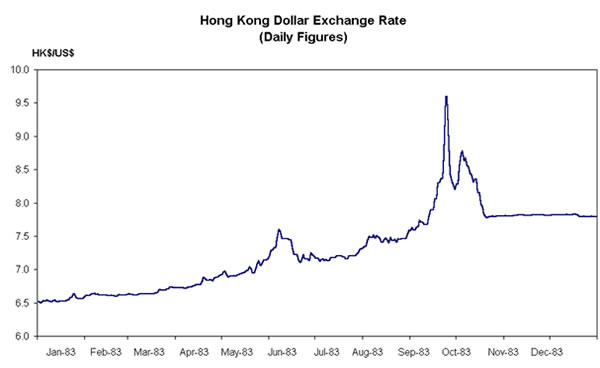 Hong Kong Dollar Exchange Rate
(Daily Figures)
HK$/US$
10.0
9.5
9.0
8.5
8.0
7.5
7.0
6.5
6.0
Jan-83 Feb-83 Mar-83 Apr-83 May-83 Jun-83 Jul-83 Aug-83 Sep-83 Oct-83 Nov-83 Dec-83